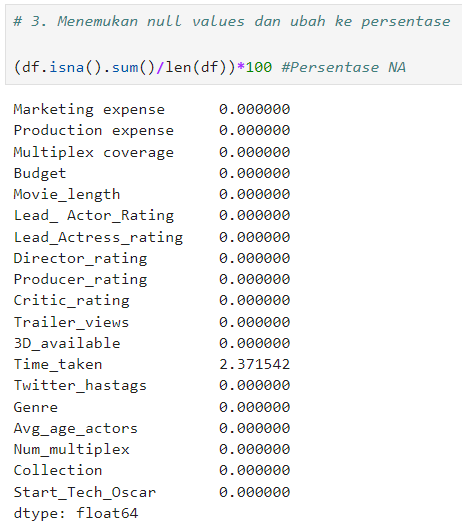 # 3. Menemukan null values dan ubah ke persentase
(df.isna().sum()/len(df))*100 #Persentase NA
Marketing expense 0.000000
Production expense 0.000000
Multiplex coverage 0.000000
Budget 0.000000
Movie_length 0.000000
Lead_ Actor_Rating 0.000000
Lead_Actress_rating 0.000000
Director_rating 0.000000
Producer_rating 0.000000
Critic_rating 0.000000
Trailer_views 0.000000
3D_available 0.000000
Time_taken 2.371542
Twitter_hastags 0.000000
Genre 0.000000
Avg_age_actors 0.000000
Num_multiplex 0.000000
Collection 0.000000
Start_Tech_Oscar 0.000000
dtype: float64